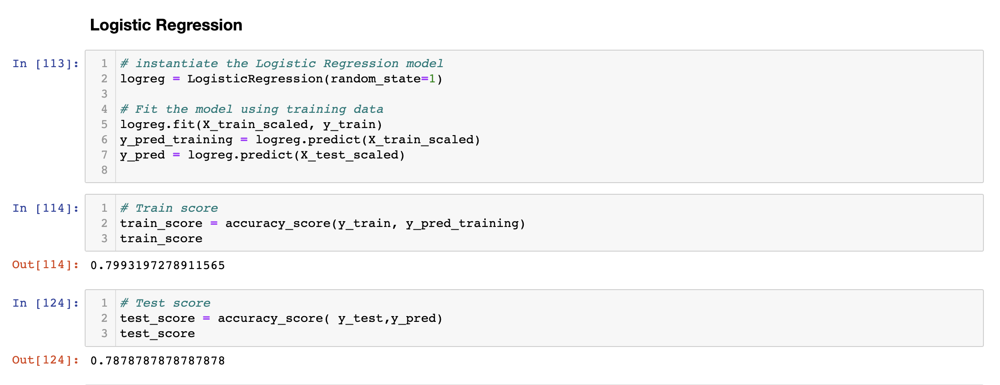 Logistic Regression
In [113]:
1 # instantiate the Logistic Regression model
2 logreg = LogisticRegression(random_state=1)
3
4 # Fit the model using training data
5 logreg.fit(X_train_scaled, y_train)
6 y_pred_training = logreg.predict(X_train_scaled)
7 y_pred = logreg.predict(X_test_scaled)
8
In [114]:
1 # Train score
2 train_score = accuracy_score(y_train, y_pred_training)
3 train_score
Out[114]: 0.7993197278911565
In [124]:
1 # Test score
2 test_score = accuracy_score( y_test,y_pred)
3 test_score
Out[124]: 0.7878787878787878